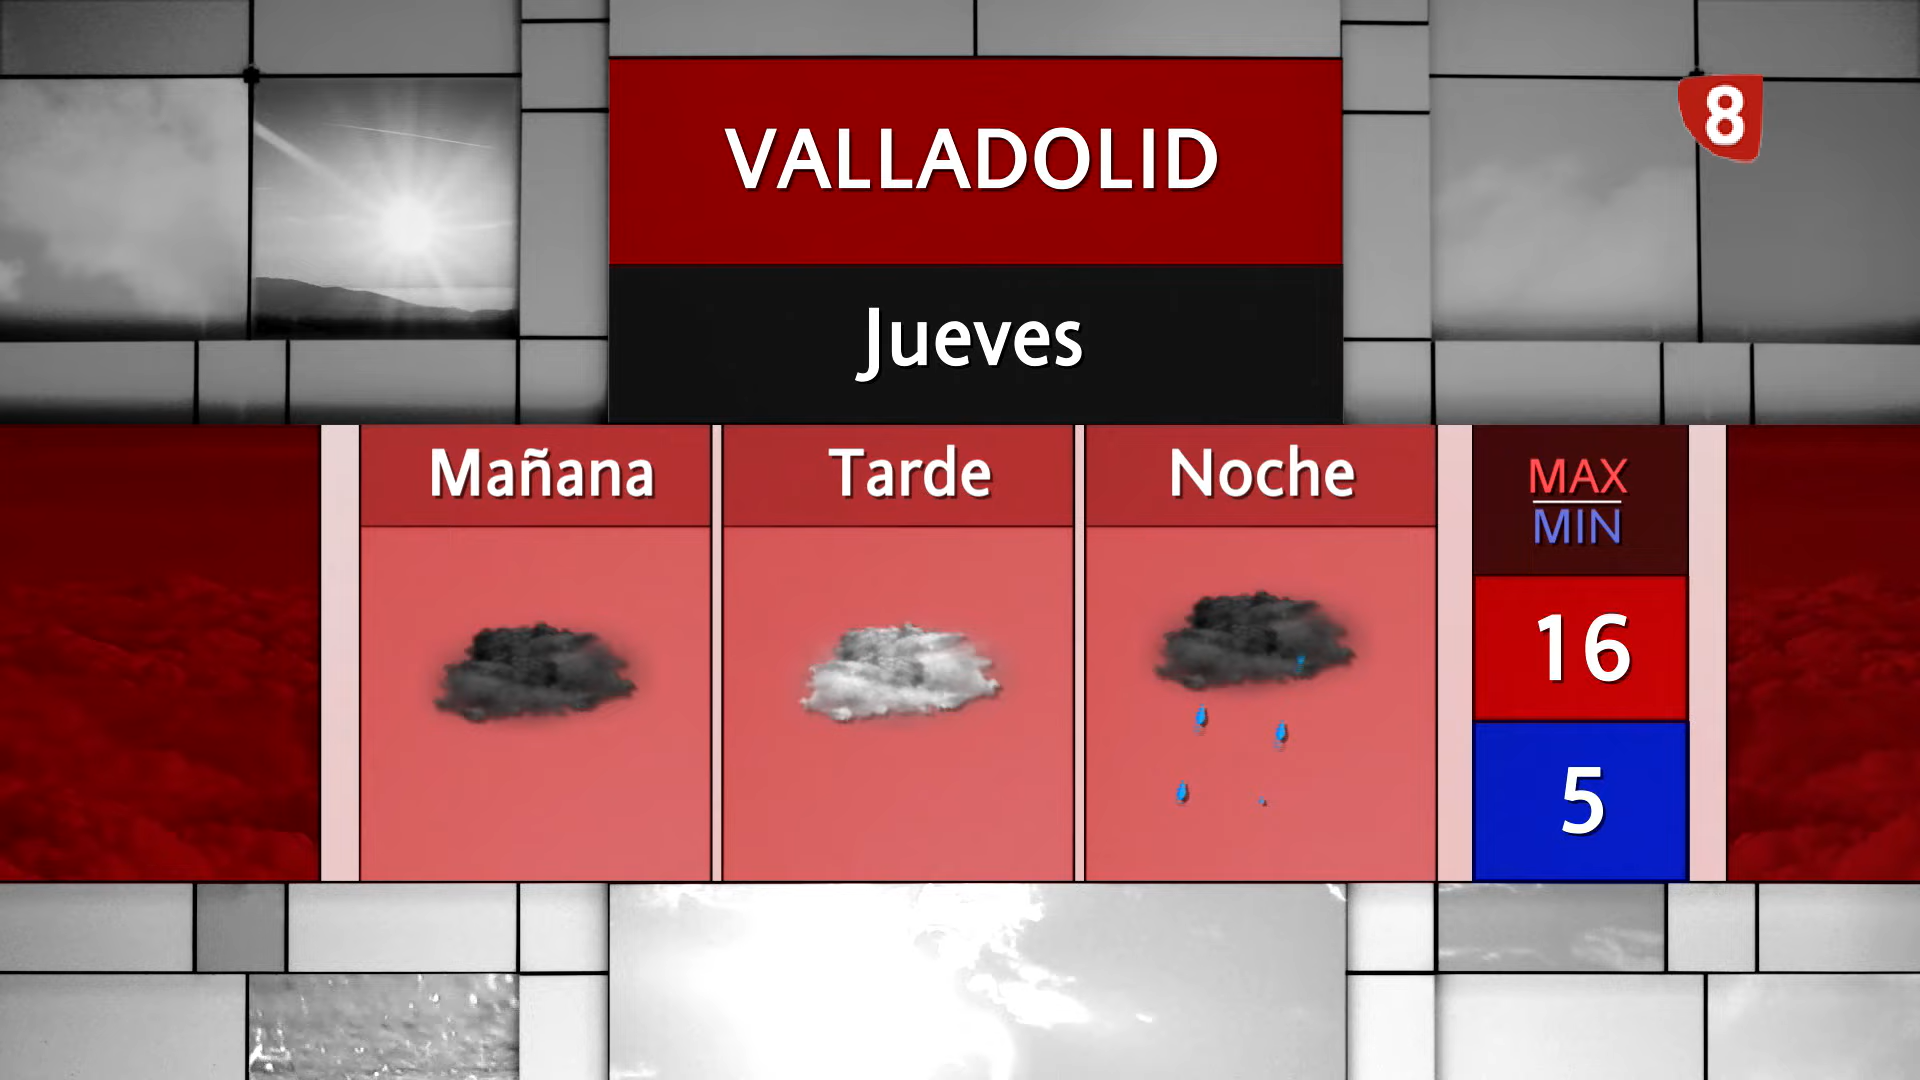 8
VALLADOLID
Jueves
Mañana
Tarde
Noche
MAX
MIN
16
5